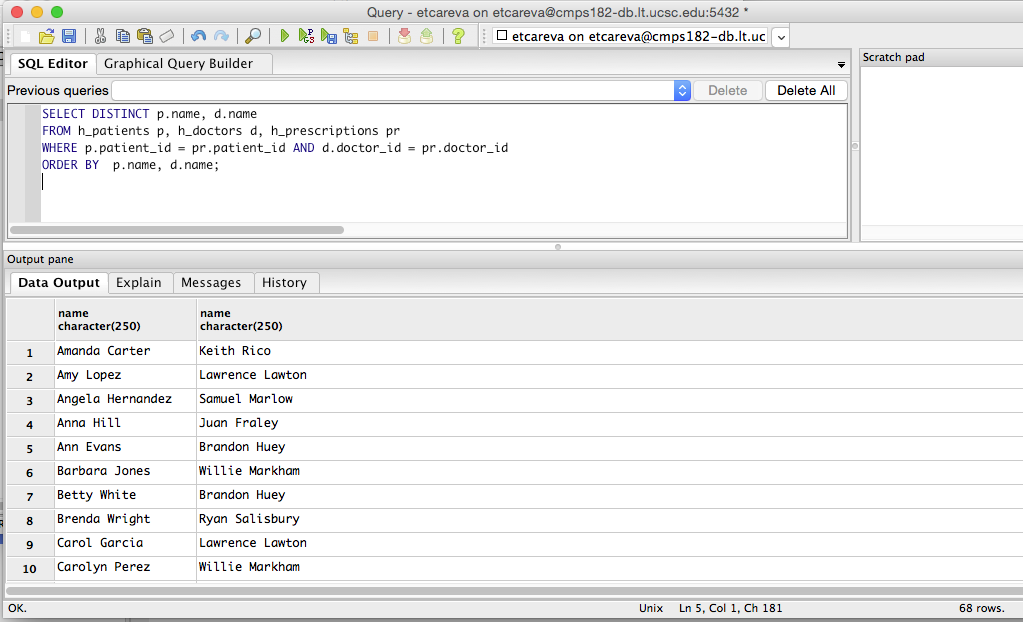 Query - etcareva on etcareva@cmps182-db.lt.ucsc.edu:5432 *
etcareva on etcareva@cmps182-db.lt.uc
SQL Editor Graphical Query Builder
Scratch pad
Previous queries Delete Delete All
SELECT DISTINCT p.name, d.name
FROM h_patients p, h_doctors d, h_prescriptions pr
WHERE p.patient_id = pr.patient_id AND d.doctor_id = pr.doctor_id
ORDER BY  p.name, d.name;
Output pane
Data Output Explain Messages History
name name
character(250) character(250)
1 Amanda Carter Keith Rico
2 Amy Lopez Lawrence Lawton
3 Angela Hernandez Samuel Marlow
4 Anna Hill Juan Fraley
5 Ann Evans Brandon Huey
6 Barbara Jones Willie Markham
7 Betty White Brandon Huey
8 Brenda Wright Ryan Salisbury
9 Carol Garcia Lawrence Lawton
10 Carolyn Perez Willie Markham
OK. Unix Ln 5, Col 1, Ch 181 68 rows.